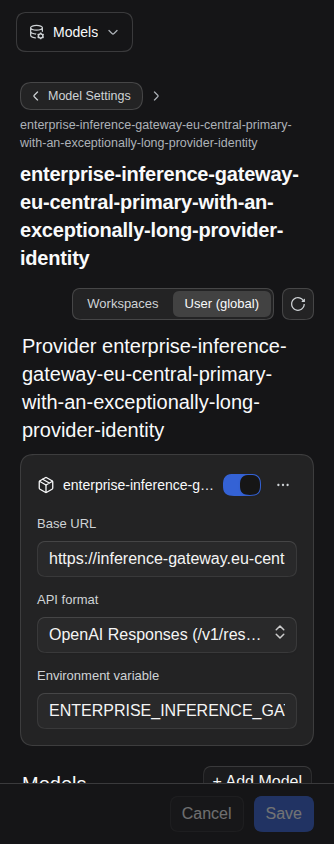 Models
Model Settings
enterprise-inference-gateway-eu-central-primary-
with-an-exceptionally-long-provider-identity
enterprise-inference-gateway-
eu-central-primary-with-an-
exceptionally-long-provider-
identity
Workspaces User (global)
Provider enterprise-inference-
gateway-eu-central-primary-
with-an-exceptionally-long-
provider-identity
enterprise-inference-g...
Base URL
https://inference-gateway.eu-cent
API format
OpenAI Responses (/v1/res...
Environment variable
ENTERPRISE_INFERENCE_GA
Models + Add Model
Cancel Save